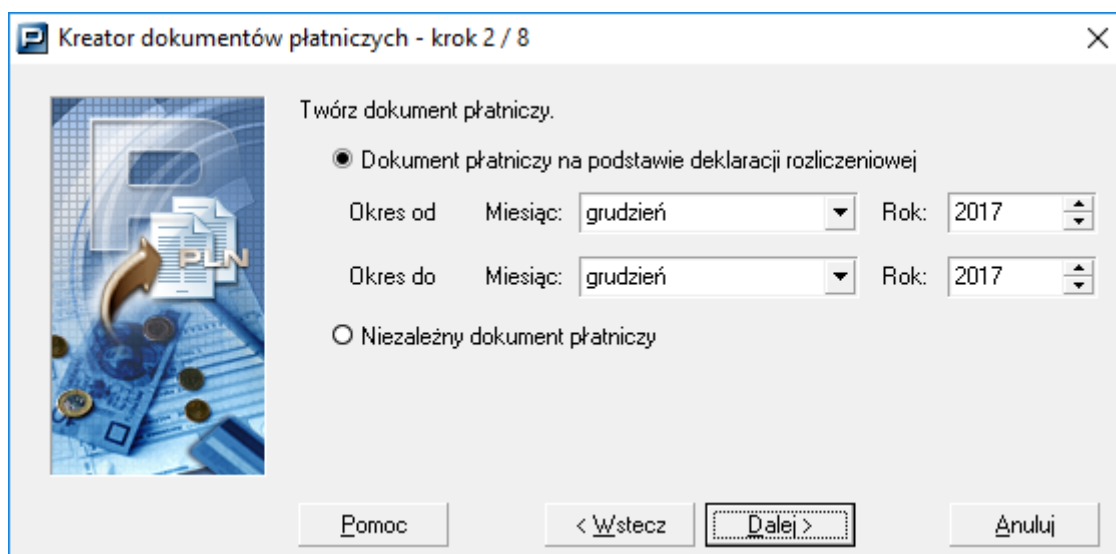 Kreator dokumentów płatniczych - krok 2 / 8
Twórz dokument płatniczy.
Dokument płatniczy na podstawie deklaracji rozliczeniowej
Okres od Miesiąc: grudzień Rok: 2017
Okres do Miesiąc: grudzień Rok: 2017
Niezależny dokument płatniczy
PLN
Pomoc < Wstecz Dalej > Anuluj